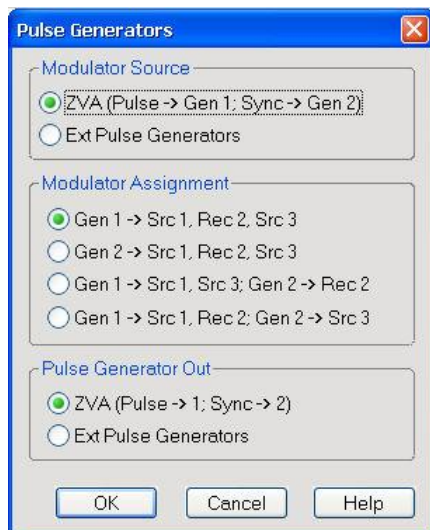 Pulse Generators
Modulator Source
ZVA (Pulse -> Gen 1; Sync -> Gen 2)
Ext Pulse Generators
Modulator Assignment
Gen 1 -> Src 1, Rec 2, Src 3
Gen 2 -> Src 1, Rec 2, Src 3
Gen 1 -> Src 1, Src 3; Gen 2 -> Rec 2
Gen 1 -> Src 1, Rec 2; Gen 2 -> Src 3
Pulse Generator Out
ZVA (Pulse -> 1; Sync -> 2)
Ext Pulse Generators
OK Cancel Help